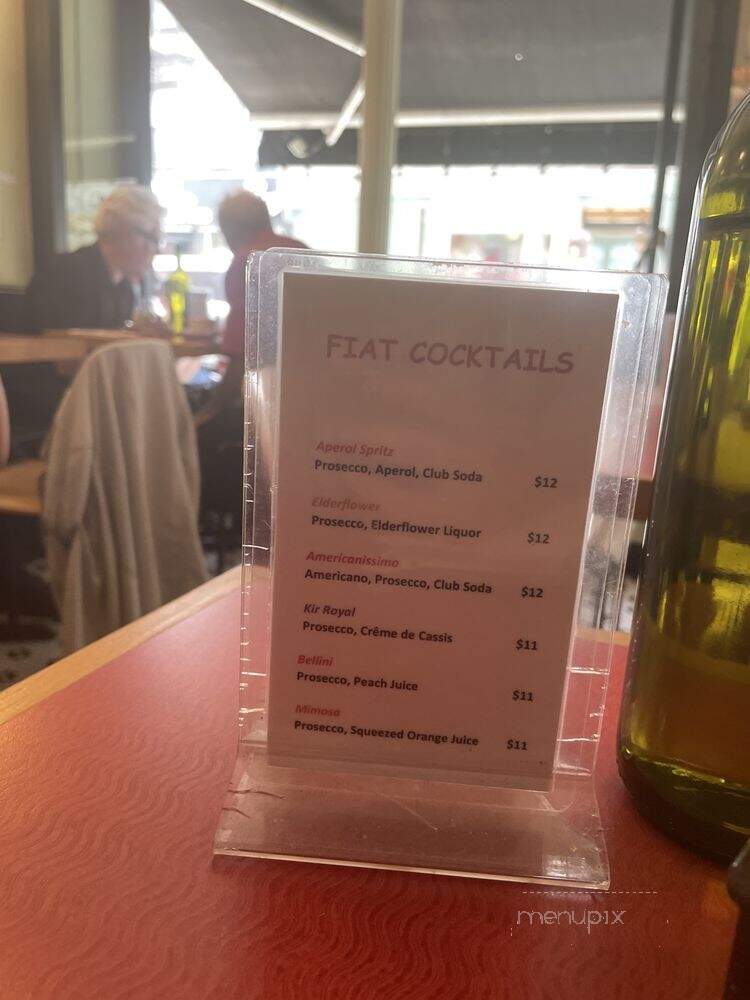 FIAT COCKTAILS
Aperol Spritz
Prosecco, Aperol, Club Soda $12
Elderflower
Prosecco, Elderflower Liquor $12
Americanissimo
Americano, Prosecco, Club Soda $12
Kir Royal
Prosecco, Crême de Cassis $11
Bellini
Prosecco, Peach Juice $11
Mimosa
Prosecco, Squeezed Orange Juice $11
menupix